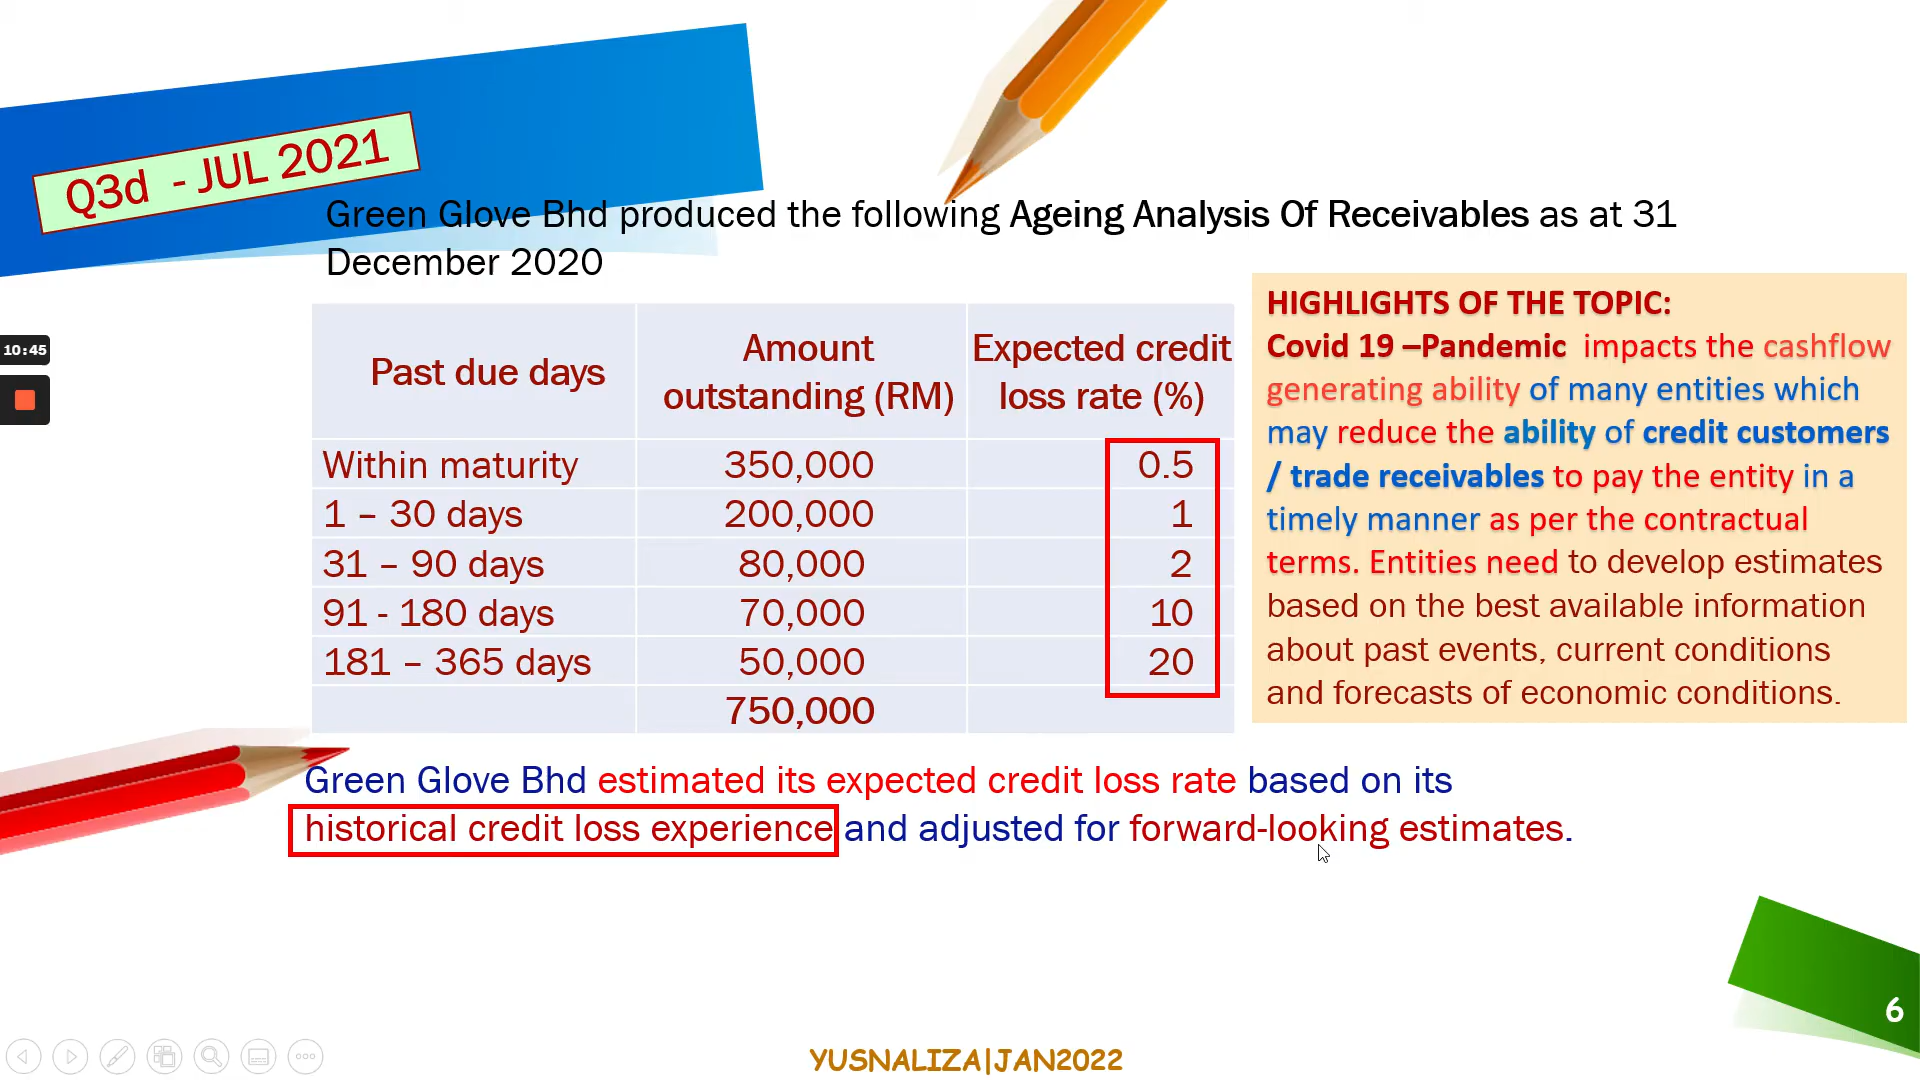 Q3d - JUL 2021
Green Glove Bhd produced the following Ageing Analysis Of Receivables as at 31
December 2020
Past due days
Amount
outstanding (RM)
Expected credit
loss rate (%)
Within maturity 350,000 0.5
1 – 30 days 200,000 1
31 – 90 days 80,000 2
91 - 180 days 70,000 10
181 – 365 days 50,000 20
750,000
HIGHLIGHTS OF THE TOPIC:
Covid 19 –Pandemic impacts the cashflow
generating ability of many entities which
may reduce the ability of credit customers
/ trade receivables to pay the entity in a
timely manner as per the contractual
terms. Entities need to develop estimates
based on the best available information
about past events, current conditions
and forecasts of economic conditions.
Green Glove Bhd estimated its expected credit loss rate based on its
historical credit loss experience and adjusted for forward-looking estimates.
10:45
6
YUSNALIZA|JAN2022